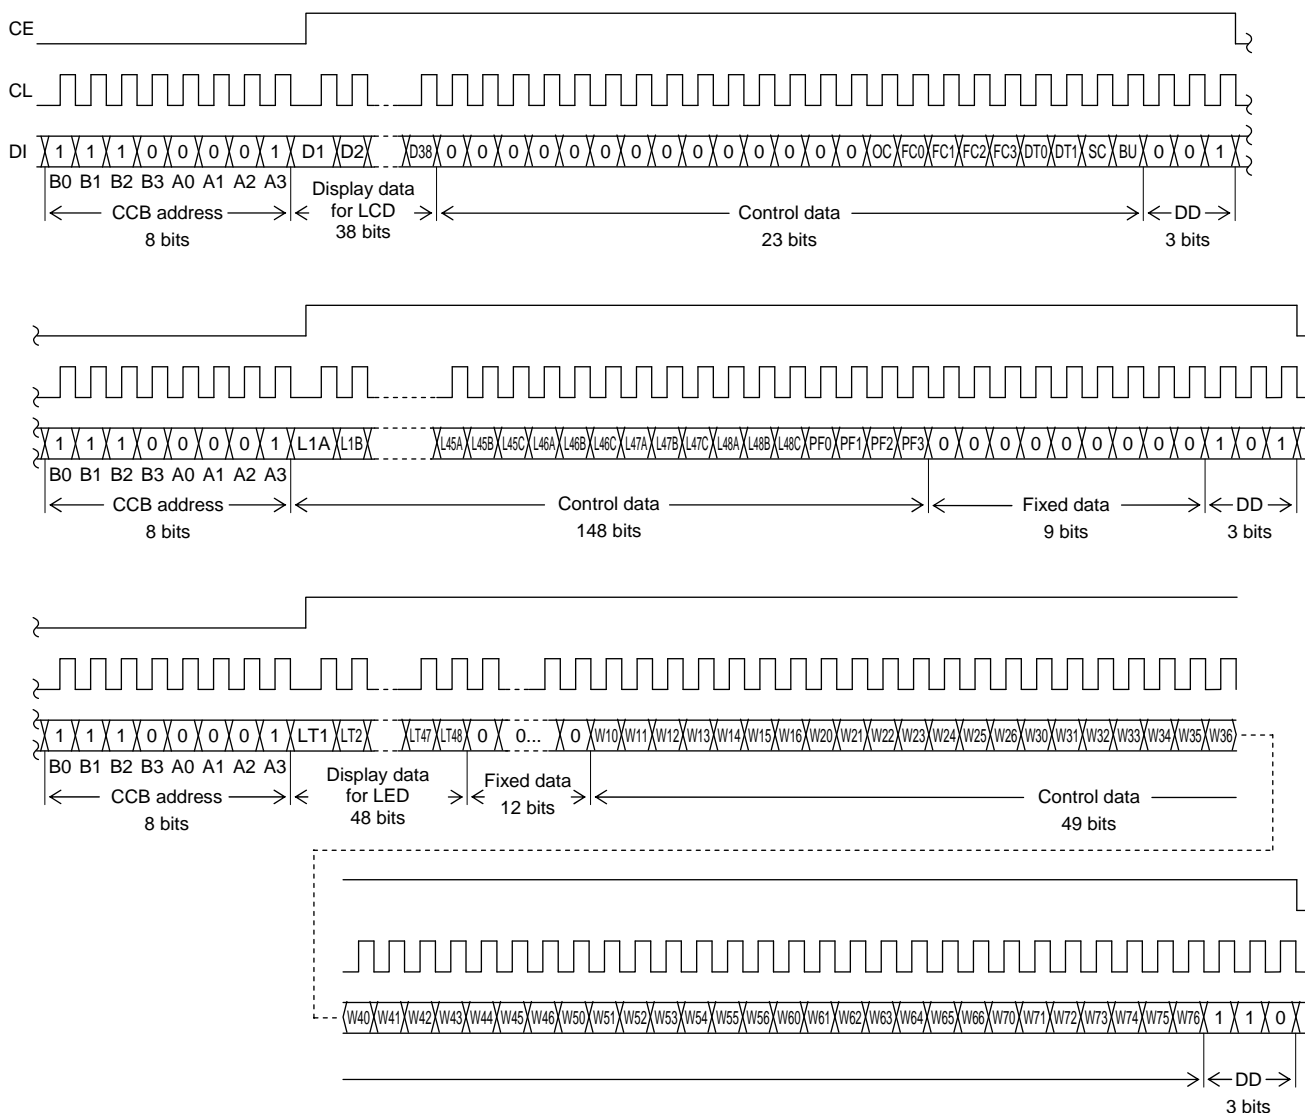 CE
CL
DI 1 1 1 0 0 0 0 1 D1 D2 D38 0 0 0 0 0 0 0 0 0 0 0 0 0 0 OC FC0 FC1 FC2 FC3 DT0 DT1 SC BU 0 0 1
B0 B1 B2 B3 A0 A1 A2 A3
CCB address
8 bits
Display data
for LCD
38 bits
Control data
23 bits
DD
3 bits
1 1 1 0 0 0 0 1 L1A L1B L45A L45B L45C L46A L46B L46C L47A L47B L47C L48A L48B L48C PF0 PF1 PF2 PF3 0 0 0 0 0 0 0 0 0 1 0 1
B0 B1 B2 B3 A0 A1 A2 A3
CCB address
8 bits
Control data
148 bits
Fixed data
9 bits
DD
3 bits
1 1 1 0 0 0 0 1 LT1 LT2 LT47 LT48 0 0... 0 W10 W11 W12 W13 W14 W15 W16 W20 W21 W22 W23 W24 W25 W26 W30 W31 W32 W33 W34 W35 W36
B0 B1 B2 B3 A0 A1 A2 A3
CCB address
8 bits
Display data
for LED
48 bits
Fixed data
12 bits
Control data
49 bits
W40 W41 W42 W43 W44 W45 W46 W50 W51 W52 W53 W54 W55 W56 W60 W61 W62 W63 W64 W65 W66 W70 W71 W72 W73 W74 W75 W76 1 1 0
DD
3 bits